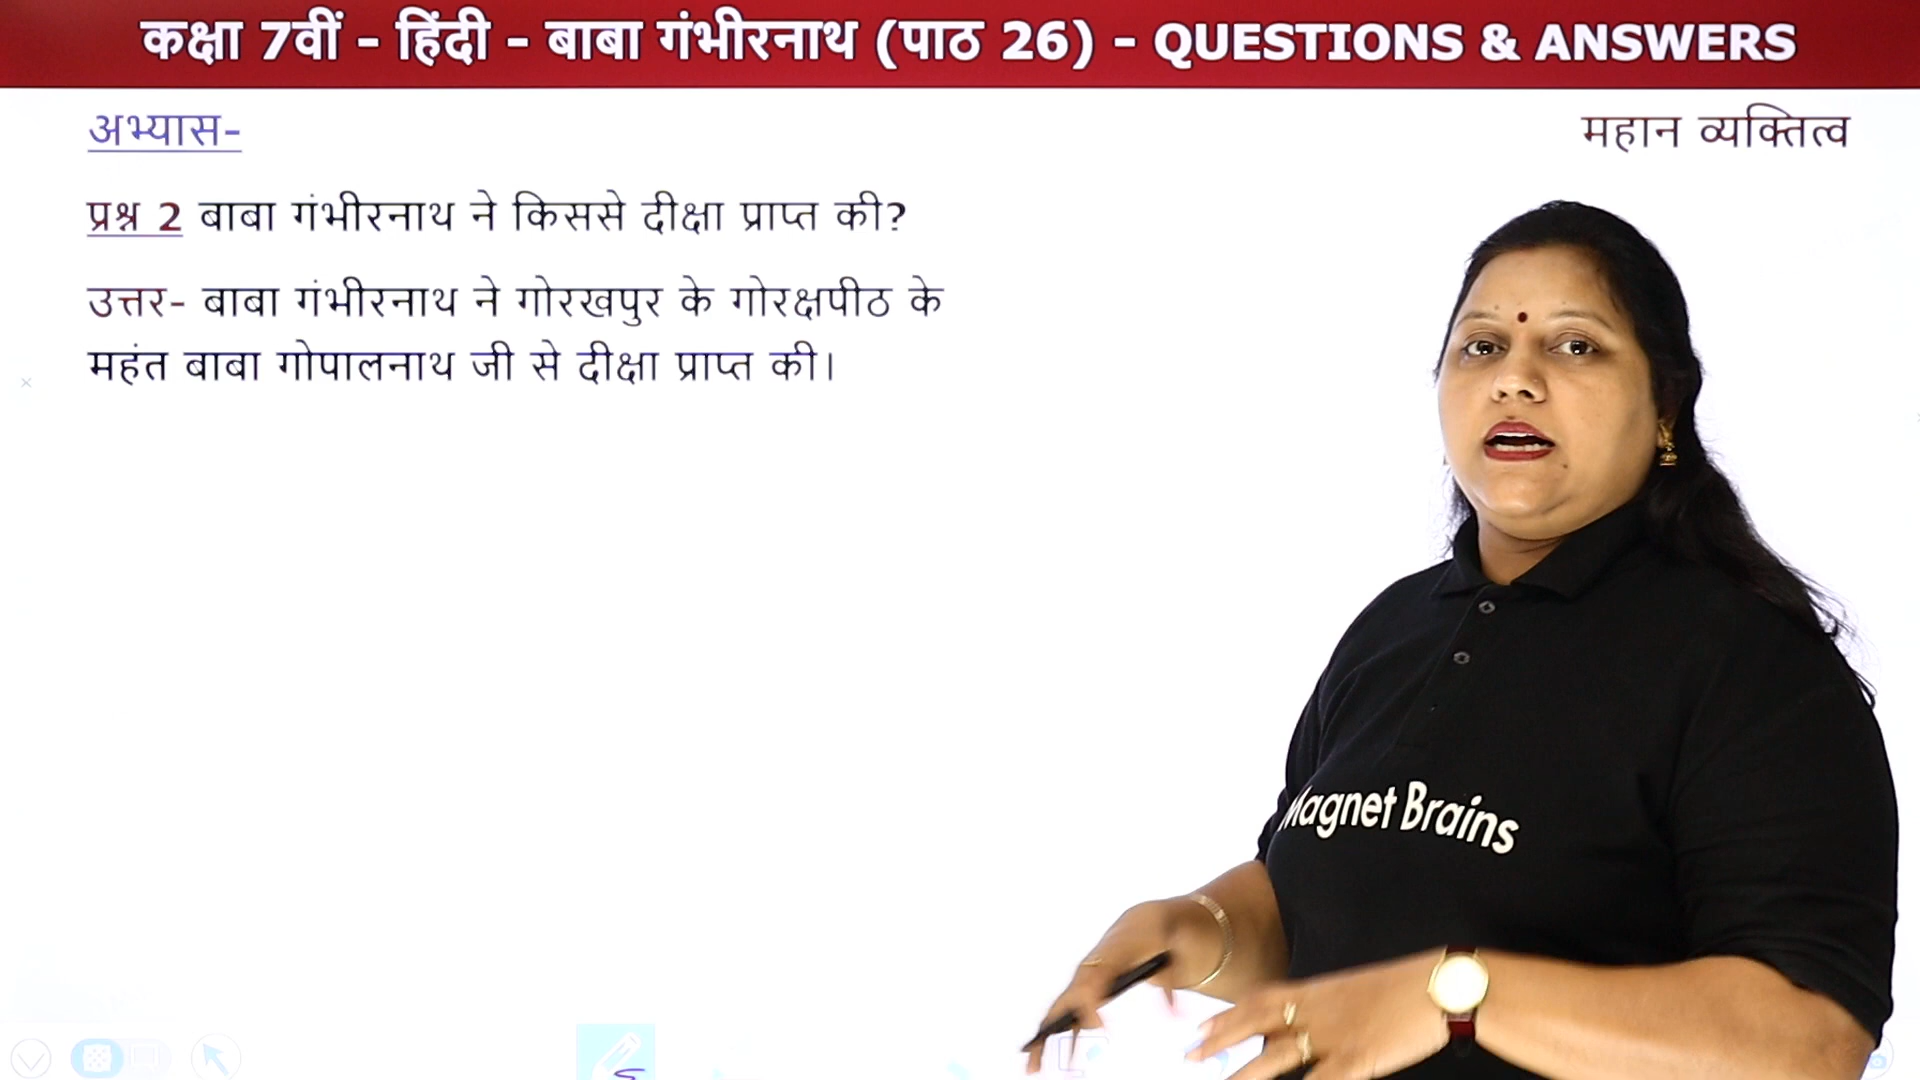 कक्षा 7वीं - हिंदी - बाबा गंभीरनाथ (पाठ 26) - QUESTIONS & ANSWERS
अभ्यास-
महान व्यक्तित्व
प्रश्न 2 बाबा गंभीरनाथ ने किससे दीक्षा प्राप्त की?
उत्तर- बाबा गंभीरनाथ ने गोरखपुर के गोरक्षपीठ के
महंत बाबा गोपालनाथ जी से दीक्षा प्राप्त की।
Magnet Brains